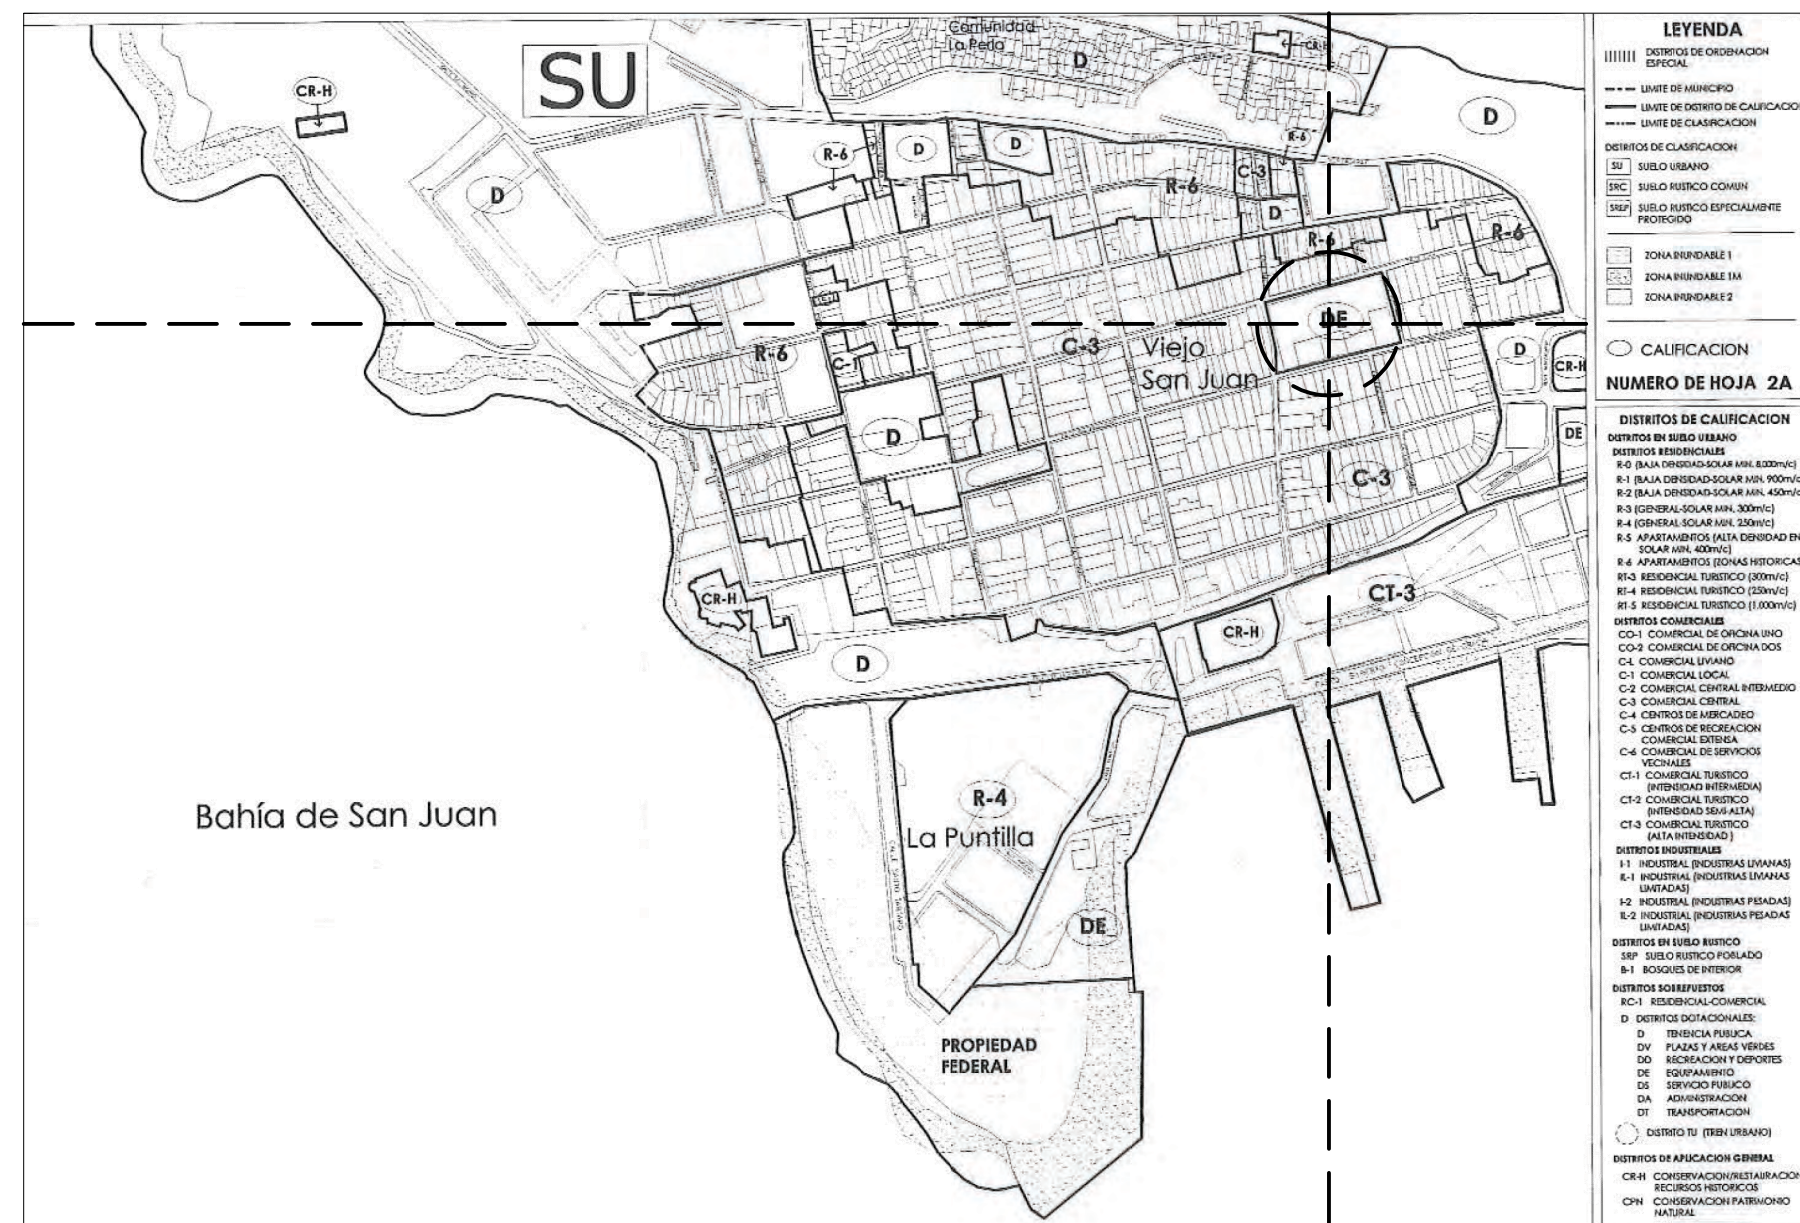 Comunidad
La Perla
D
CR-H
SU
CR-H
D
R-6
D
D
R-6
C-3
R-6
D
D
R-6
R-6
DE
R-6
C-1
C-3
Viejo
San Juan
D
CR-H
DE
D
C-3
CR-H
CT-3
CR-H
D
R-4
La Puntilla
Bahía de San Juan
DE
PROPIEDAD
FEDERAL
LEYENDA
DISTRITOS DE ORDENACION
ESPECIAL
LIMITE DE MUNICIPIO
LIMITE DE DISTRITO DE CALIFICACION
LIMITE DE CLASIFICACION
DISTRITOS DE CLASIFICACION
SU SUELO URBANO
SRC SUELO RUSTICO COMUN
SREP SUELO RUSTICO ESPECIALMENTE
PROTEGIDO
ZONA INUNDABLE 1
ZONA INUNDABLE 1M
ZONA INUNDABLE 2
CALIFICACION
NUMERO DE HOJA 2A
DISTRITOS DE CALIFICACION
DISTRITOS EN SUELO URBANO
DISTRITOS RESIDENCIALES
R-0 (BAJA DENSIDAD-SOLAR MIN. 8,000m/c)
R-1 (BAJA DENSIDAD-SOLAR MIN. 900m/c)
R-2 (BAJA DENSIDAD-SOLAR MIN. 450m/c)
R-3 (GENERAL-SOLAR MIN. 300m/c)
R-4 (GENERAL-SOLAR MIN. 250m/c)
R-5 APARTAMENTOS (ALTA DENSIDAD EN
SOLAR MIN. 400m/c)
R-6 APARTAMENTOS (ZONAS HISTORICAS)
RT-3 RESIDENCIAL TURISTICO (300m/c)
RT-4 RESIDENCIAL TURISTICO (250m/c)
RT-5 RESIDENCIAL TURISTICO (1,000m/c)
DISTRITOS COMERCIALES
CO-1 COMERCIAL DE OFICINA UNO
CO-2 COMERCIAL DE OFICINA DOS
C-L COMERCIAL LIVIANO
C-1 COMERCIAL LOCAL
C-2 COMERCIAL CENTRAL INTERMEDIO
C-3 COMERCIAL CENTRAL
C-4 CENTROS DE MERCADEO
C-5 CENTROS DE RECREACION
COMERCIAL EXTENSA
C-6 COMERCIAL DE SERVICIOS
VECINALES
CT-1 COMERCIAL TURISTICO
(INTENSIDAD INTERMEDIA)
CT-2 COMERCIAL TURISTICO
(INTENSIDAD SEMI-ALTA)
CT-3 COMERCIAL TURISTICO
(ALTA INTENSIDAD )
DISTRITOS INDUSTRIALES
I-1 INDUSTRIAL (INDUSTRIAS LIVIANAS)
IL-1 INDUSTRIAL (INDUSTRIAS LIVIANAS
LIMITADAS)
I-2 INDUSTRIAL (INDUSTRIAS PESADAS)
IL-2 INDUSTRIAL (INDUSTRIAS PESADAS
LIMITADAS)
DISTRITOS EN SUELO RUSTICO
SRP SUELO RUSTICO POBLADO
B-1 BOSQUES DE INTERIOR
DISTRITOS SOBREPUESTOS
RC-1 RESIDENCIAL-COMERCIAL
D DISTRITOS DOTACIONALES:
D TENENCIA PUBLICA
DV PLAZAS Y AREAS VERDES
DD RECREACION Y DEPORTES
DE EQUIPAMIENTO
DS SERVICIO PUBLICO
DA ADMINISTRACION
DT TRANSPORTACION
DISTRITO TU (TREN URBANO)
DISTRITOS DE APLICACION GENERAL
CR-H CONSERVACION/RESTAURACION
RECURSOS HISTORICOS
CPN CONSERVACION PATRIMONIO
NATURAL